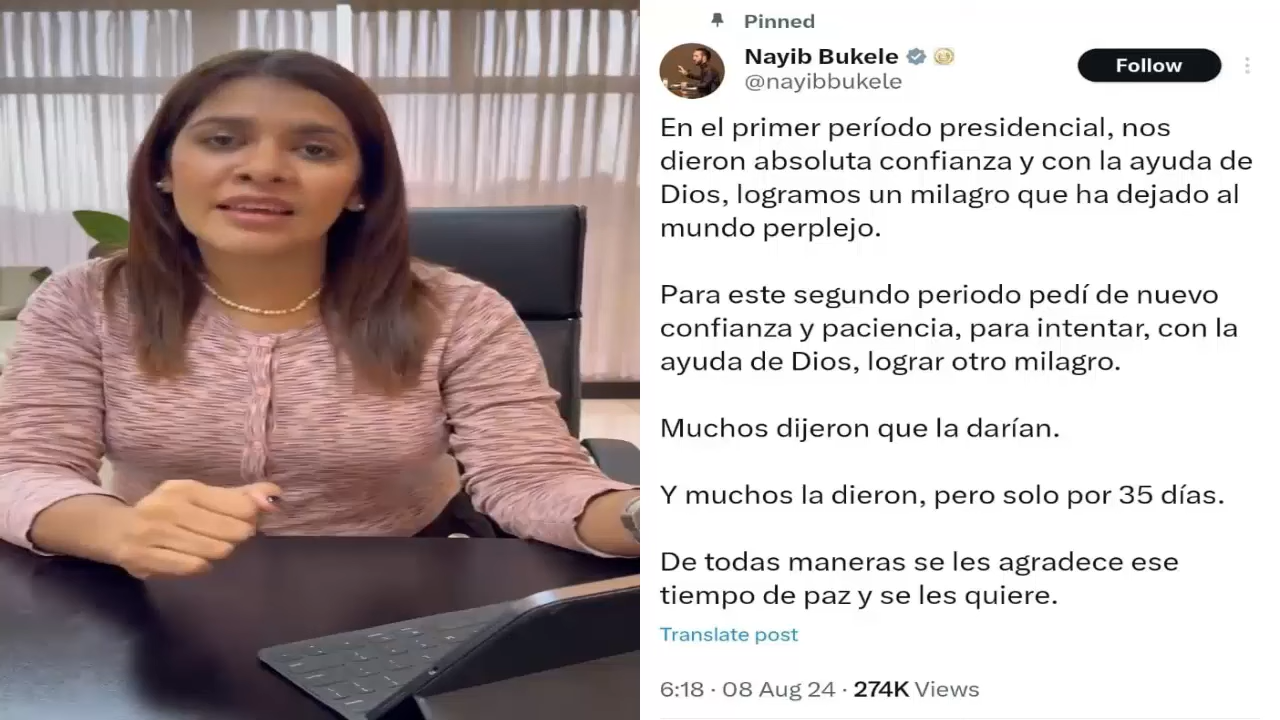 Pinned
Nayib Bukele
@nayibbukele
Follow
En el primer período presidencial, nos
dieron absoluta confianza y con la ayuda de
Dios, logramos un milagro que ha dejado al
mundo perplejo.
Para este segundo periodo pedí de nuevo
confianza y paciencia, para intentar, con la
ayuda de Dios, lograr otro milagro.
Muchos dijeron que la darían.
Y muchos la dieron, pero solo por 35 días.
De todas maneras se les agradece ese
tiempo de paz y se les quiere.
Translate post
6:18 · 08 Aug 24 · 274K Views